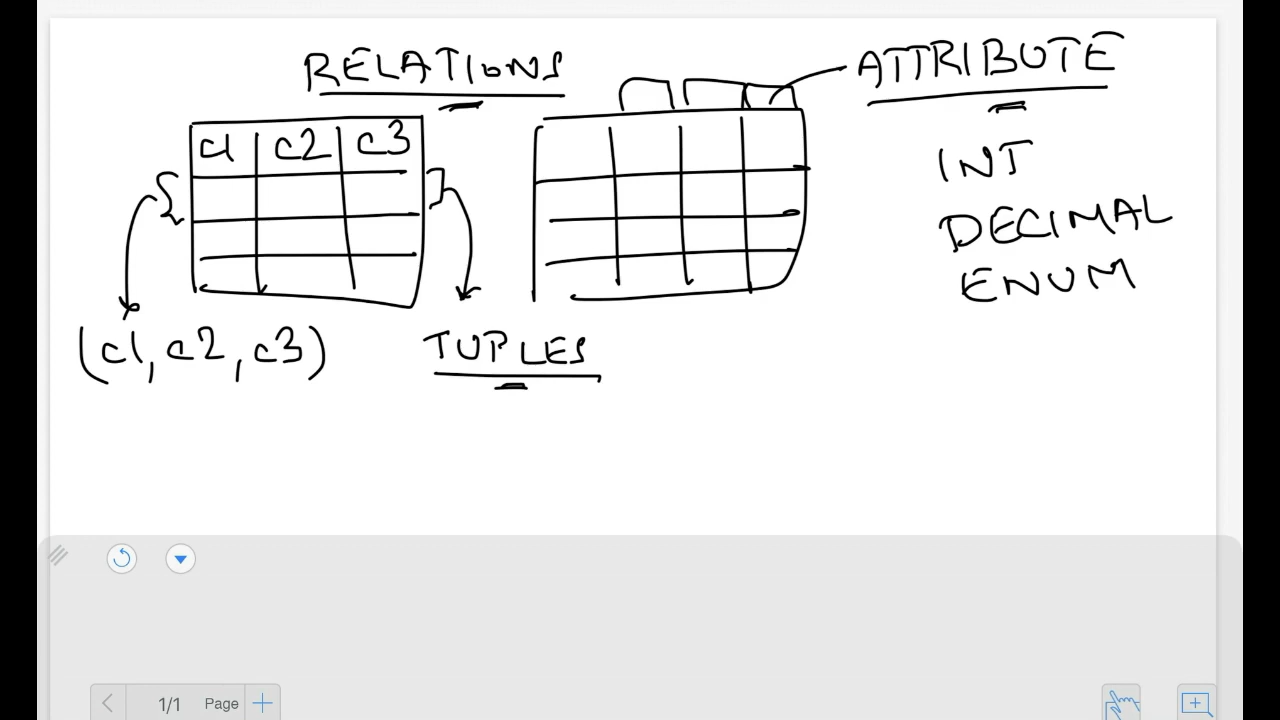 RELATIONS
ATTRIBUTE
c1 c2 c3
INT
DECIMAL
ENUM
(c1, c2, c3)
TUPLES
1/1 Page